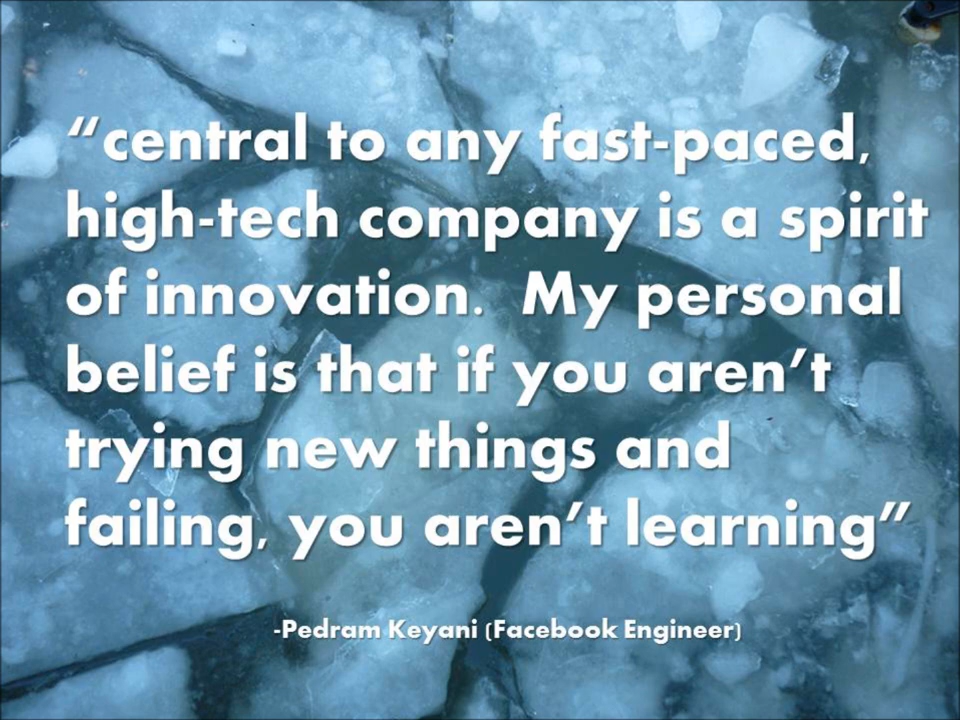 “central to any fast-paced,
high-tech company is a spirit
of innovation.  My personal
belief is that if you aren’t
trying new things and
failing, you aren’t learning”
-Pedram Keyani (Facebook Engineer)